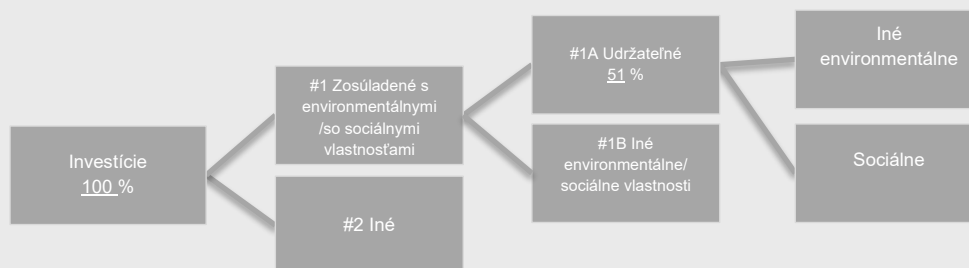 Investície
100 %
#1 Zosúladené s
environmentálnymi
/so sociálnymi
vlastnosťami
#2 Iné
#1A Udržateľné
51 %
#1B Iné
environmentálne/
sociálne vlastnosti
Iné
environmentálne
Sociálne